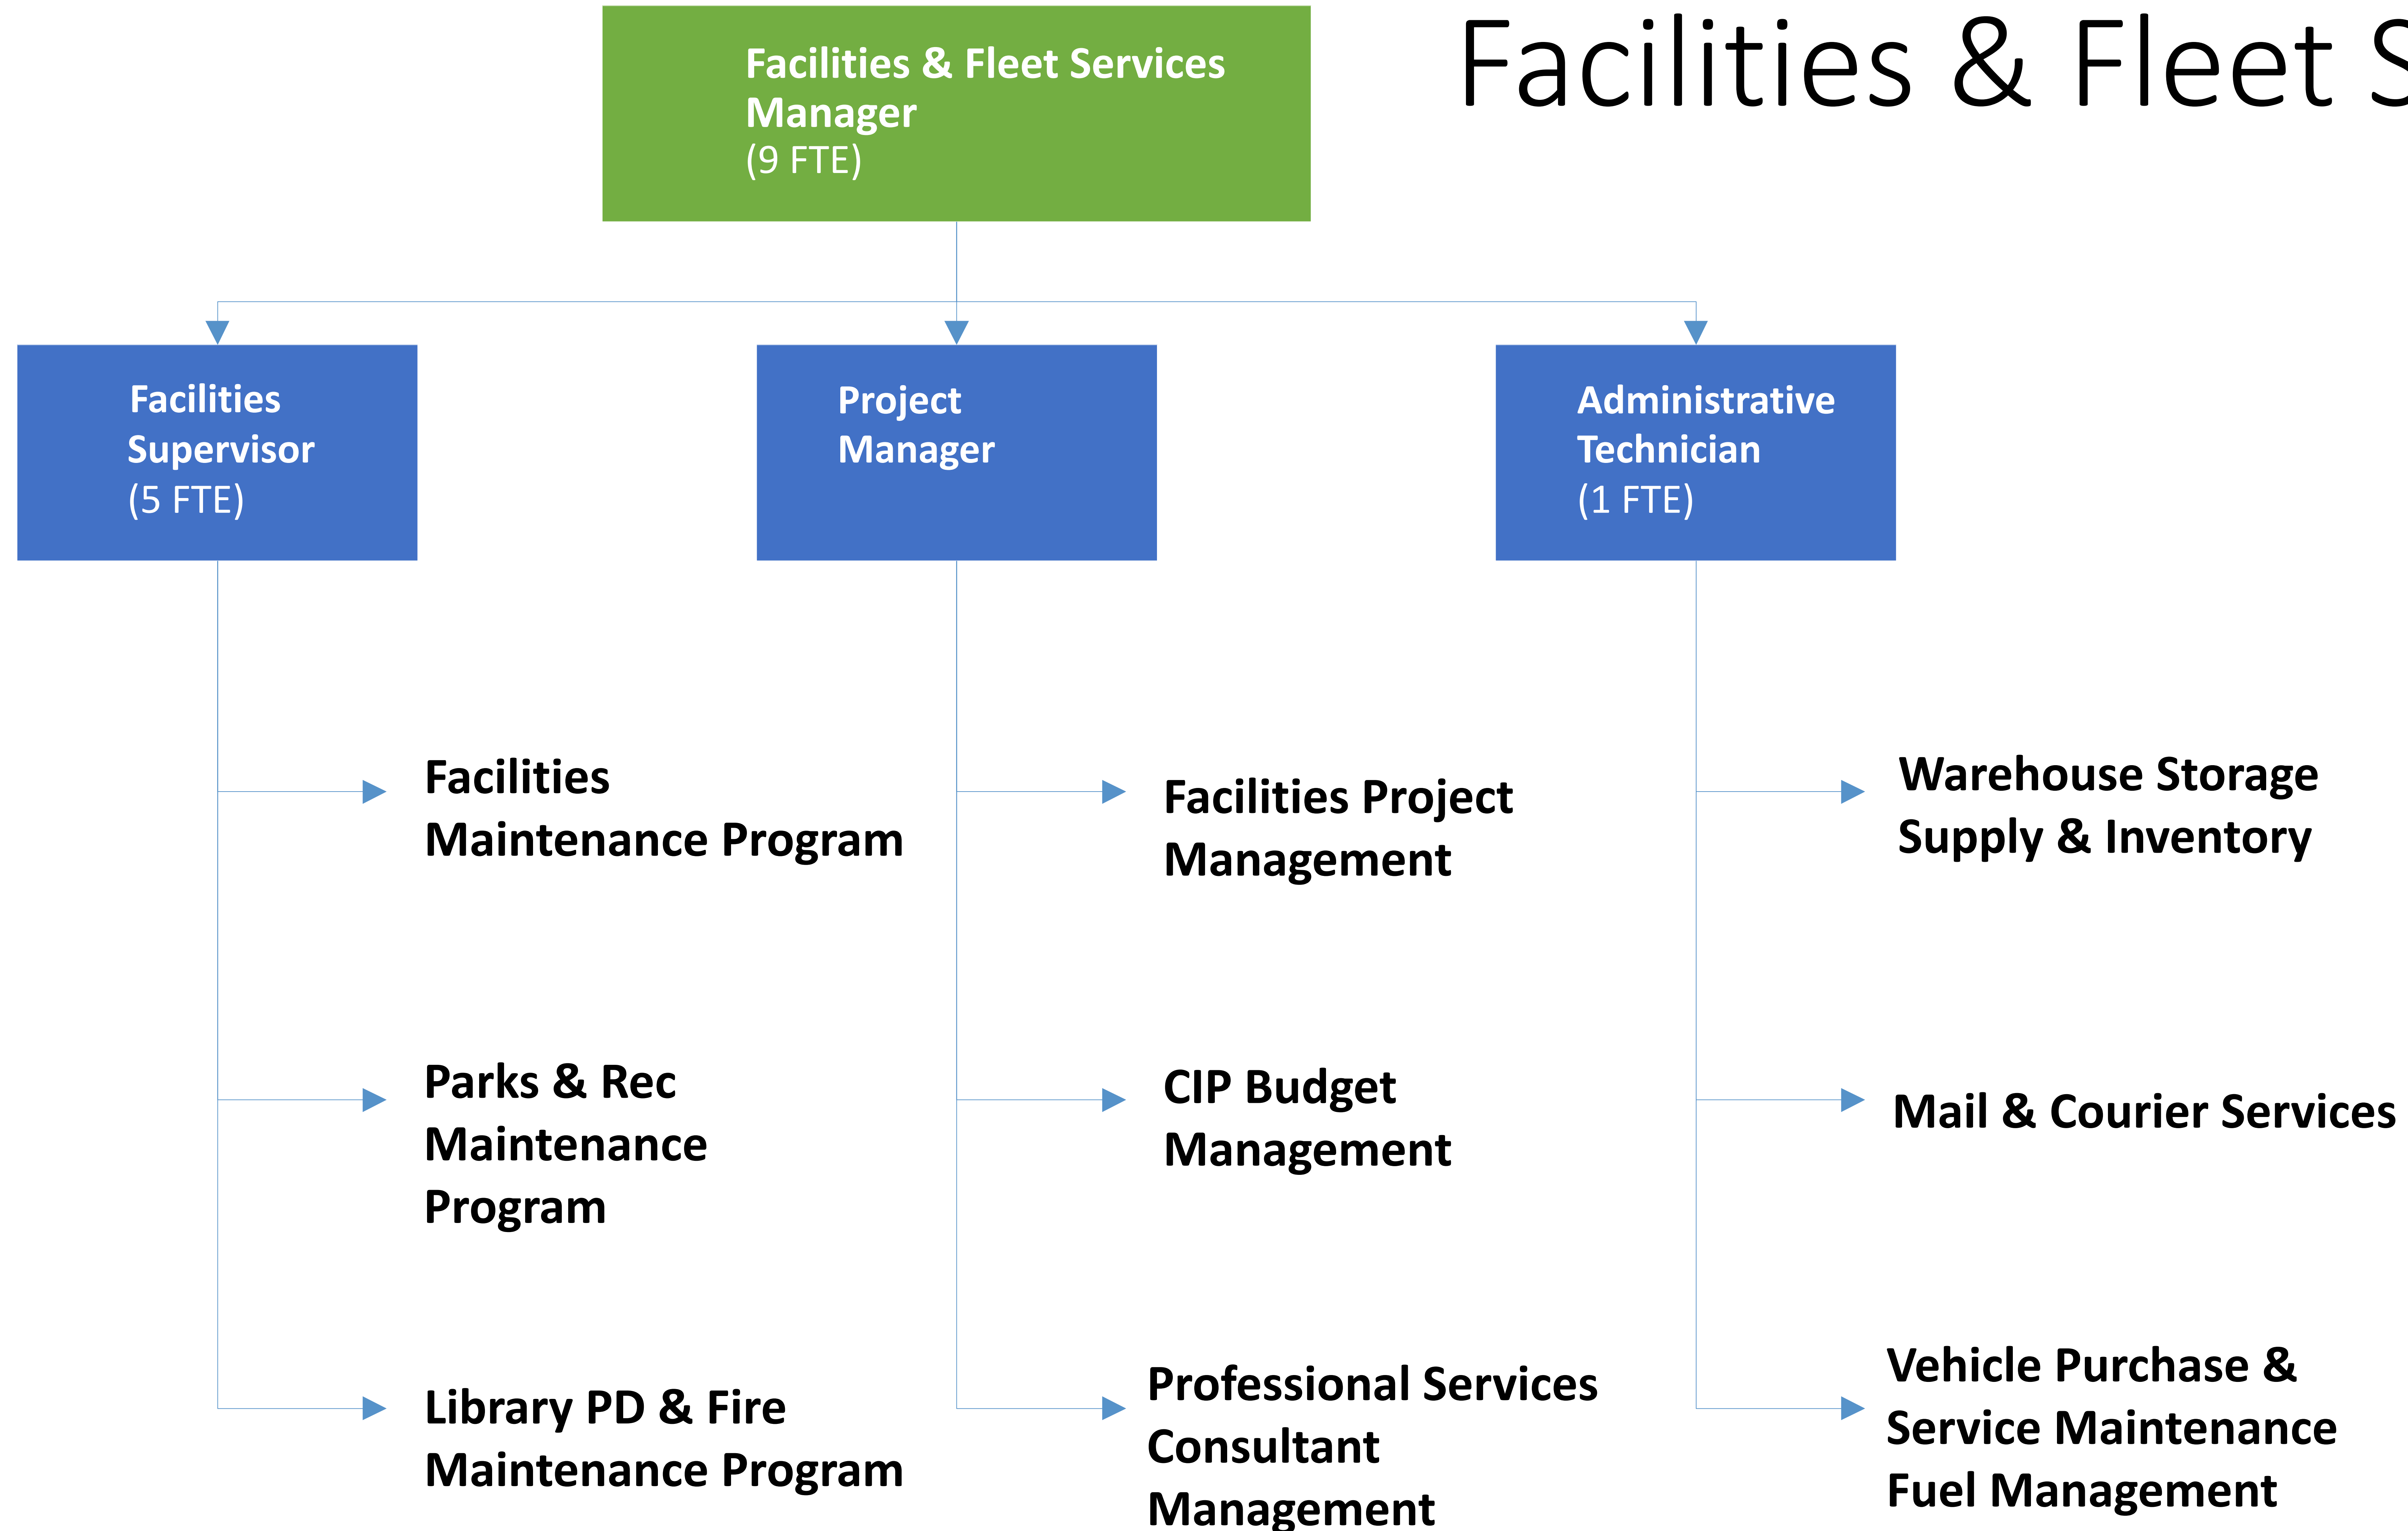 Facilities & Fleet S
Facilities & Fleet Services
Manager
(9 FTE)
Facilities
Supervisor
(5 FTE)
Project
Manager
Administrative
Technician
(1 FTE)
Facilities
Maintenance Program
Parks & Rec
Maintenance
Program
Library PD & Fire
Maintenance Program
Facilities Project
Management
CIP Budget
Management
Professional Services
Consultant
Management
Warehouse Storage
Supply & Inventory
Mail & Courier Services
Vehicle Purchase &
Service Maintenance
Fuel Management